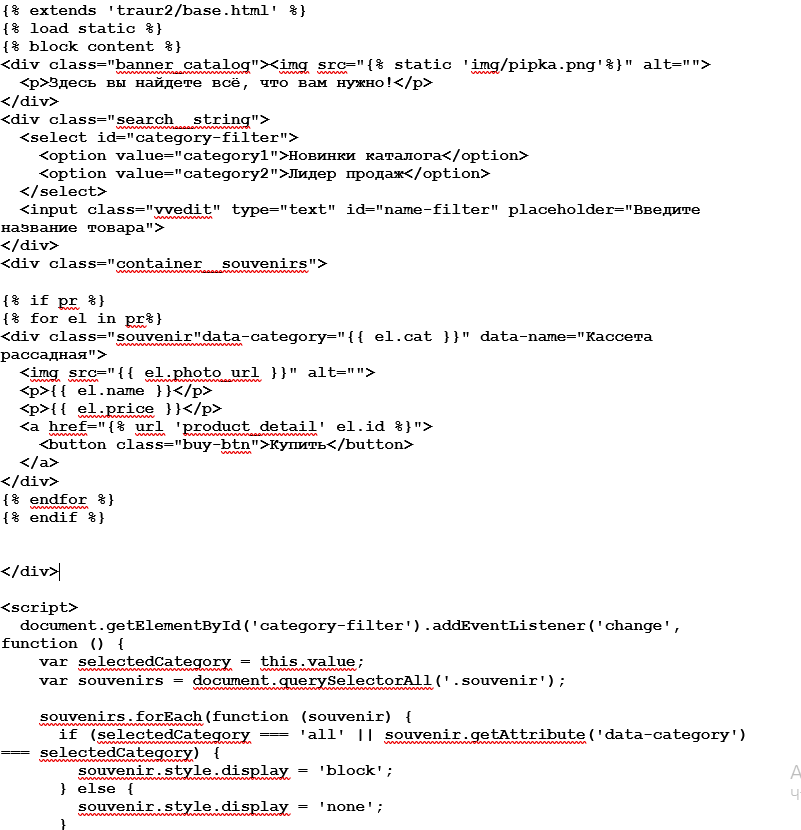 {% extends 'traur2/base.html' %}
{% load static %}
{% block content %}
<div class="banner_catalog"><img src="{% static 'img/pipka.png'%}" alt="">
  <p>Здесь вы найдете всё, что вам нужно!</p>
</div>
<div class="search__string">
  <select id="category-filter">
    <option value="category1">Новинки каталога</option>
    <option value="category2">Лидер продаж</option>
  </select>
  <input class="vvedit" type="text" id="name-filter" placeholder="Введите
название товара">
</div>
<div class="container__souvenirs">

{% if pr %}
{% for el in pr%}
<div class="souvenir"data-category="{{ el.cat }}" data-name="Кассета
рассадная">
  <img src="{{ el.photo_url }}" alt="">
  <p>{{ el.name }}</p>
  <p>{{ el.price }}</p>
  <a href="{% url 'product_detail' el.id %}">
    <button class="buy-btn">Купить</button>
  </a>
</div>
{% endfor %}
{% endif %}

</div>

<script>
  document.getElementById('category-filter').addEventListener('change',
function () {
    var selectedCategory = this.value;
    var souvenirs = document.querySelectorAll('.souvenir');

    souvenirs.forEach(function (souvenir) {
      if (selectedCategory === 'all' || souvenir.getAttribute('data-category')
=== selectedCategory) {
        souvenir.style.display = 'block';
      } else {
        souvenir.style.display = 'none';
      }